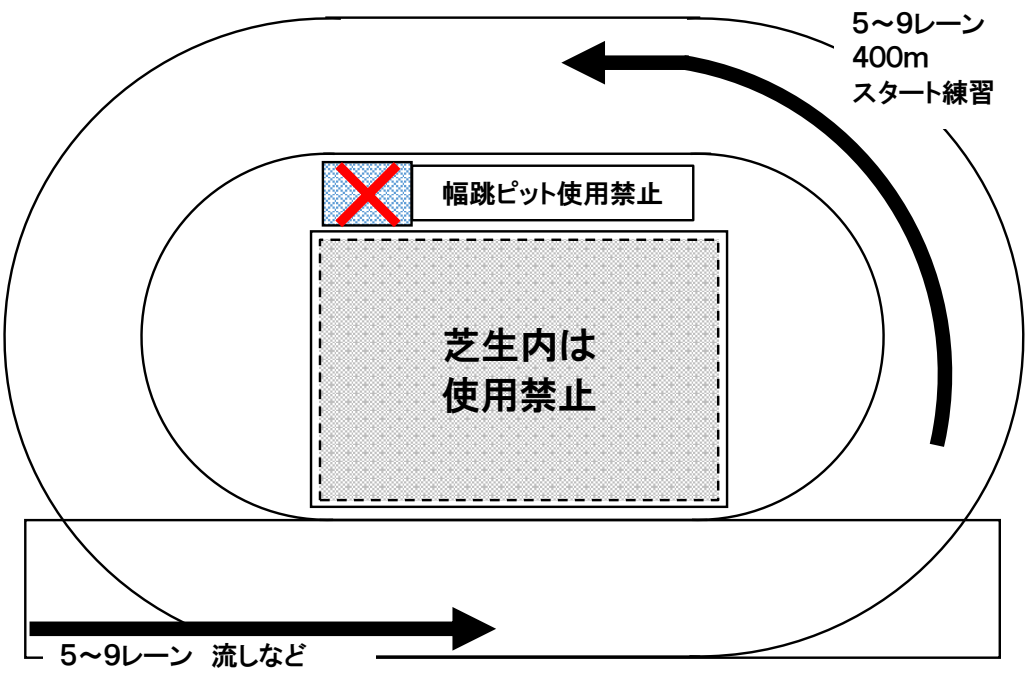 5～9レーン
400m
スタート練習
幅跳ピット使用禁止
芝生内は
使用禁止
5～9レーン 流しなど